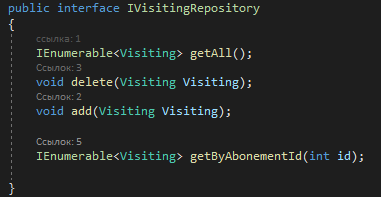 public interface IVisitingRepository
{
ссылка: 1
IEnumerable<Visiting> getAll();
Ссылок: 3
void delete(Visiting Visiting);
Ссылок: 2
void add(Visiting Visiting);
Ссылок: 5
IEnumerable<Visiting> getByAbonementId(int id);
}